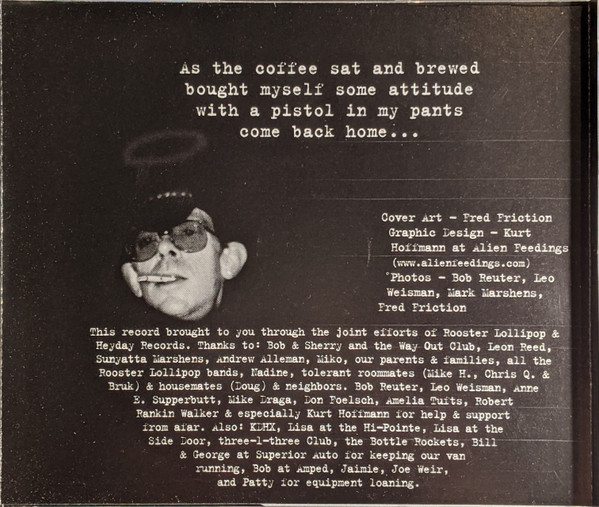 As the coffee sat and brewed
bought myself some attitude
with a pistol in my pants
come back home...
Cover Art - Fred Friction
Graphic Design - Kurt
Hoffmann at Alien Feedings
(www.alienfeedings.com)
Photos - Bob Reuter, Leo
Weisman, Mark Marshens,
Fred Friction
This record brought to you through the joint efforts of Rooster Lollipop &
Heyday Records. Thanks to: Bob & Sherry and the Way Out Club, Leon Reed,
Sunyatta Marshens, Andrew Alleman, Miko, our parents & families, all the
Rooster Lollipop bands, Nadine, tolerant roommates (Mike H., Chris Q. &
Bruk) & housemates (Doug) & neighbors. Bob Reuter, Leo Weisman, Anne
E. Supperbutt, Mike Draga, Don Foelsch, Amelia Tuits, Robert
Rankin Walker & especially Kurt Hoffmann for help & support
from afar. Also: KDHX, Lisa at the Hi-Pointe, Lisa at the
Side Door, three-1-three Club, the Bottle Rockets, Bill
& George at Superior Auto for keeping our van
running, Bob at Amped, Jaimie, Joe Weir,
and Patty for equipment loaning.